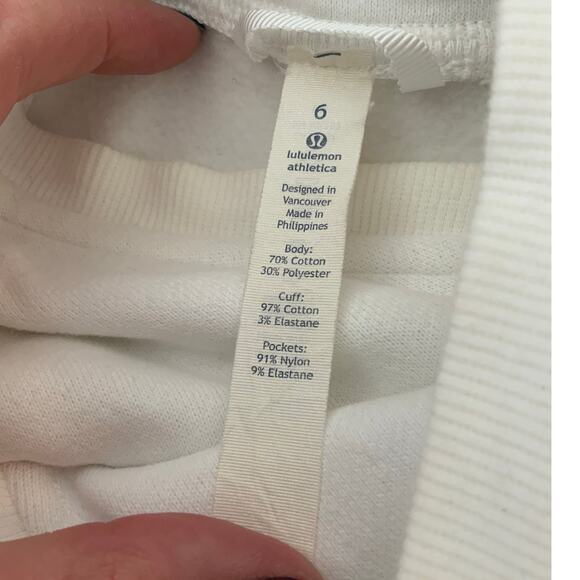 6
lululemon
athletica
Designed in
Vancouver
Made in
Philippines
Body:
70% Cotton
30% Polyester
Cuff:
97% Cotton
3% Elastane
Pockets:
91% Nylon
9% Elastane